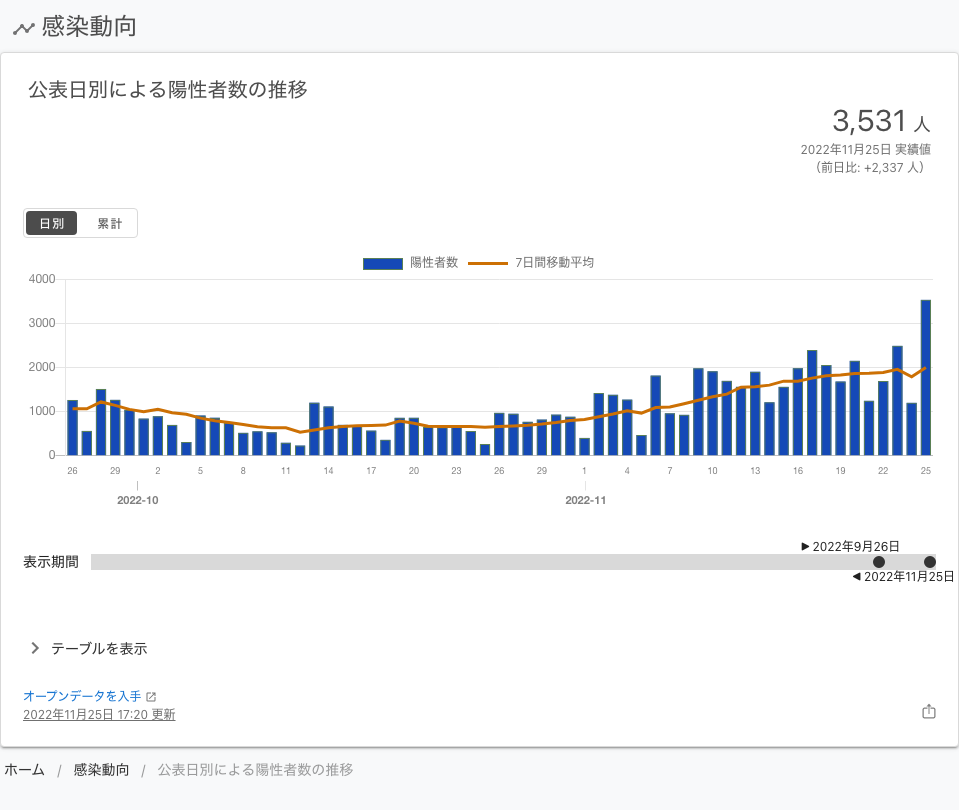 感染動向
公表日別による陽性者数の推移
3,531 人
2022年11月25日 実績値
（前日比: +2,337 人）
日別 累計
陽性者数 7日間移動平均
4000
3000
2000
1000
0
26 29 2 5 8 11 14 17 20 23 26 29 1 4 7 10 13 16 19 22 25
2022-10 2022-11
▶ 2022年9月26日
表示期間
◀ 2022年11月25日
テーブルを表示
オープンデータを入手
2022年11月25日 17:20 更新
ホーム / 感染動向 / 公表日別による陽性者数の推移